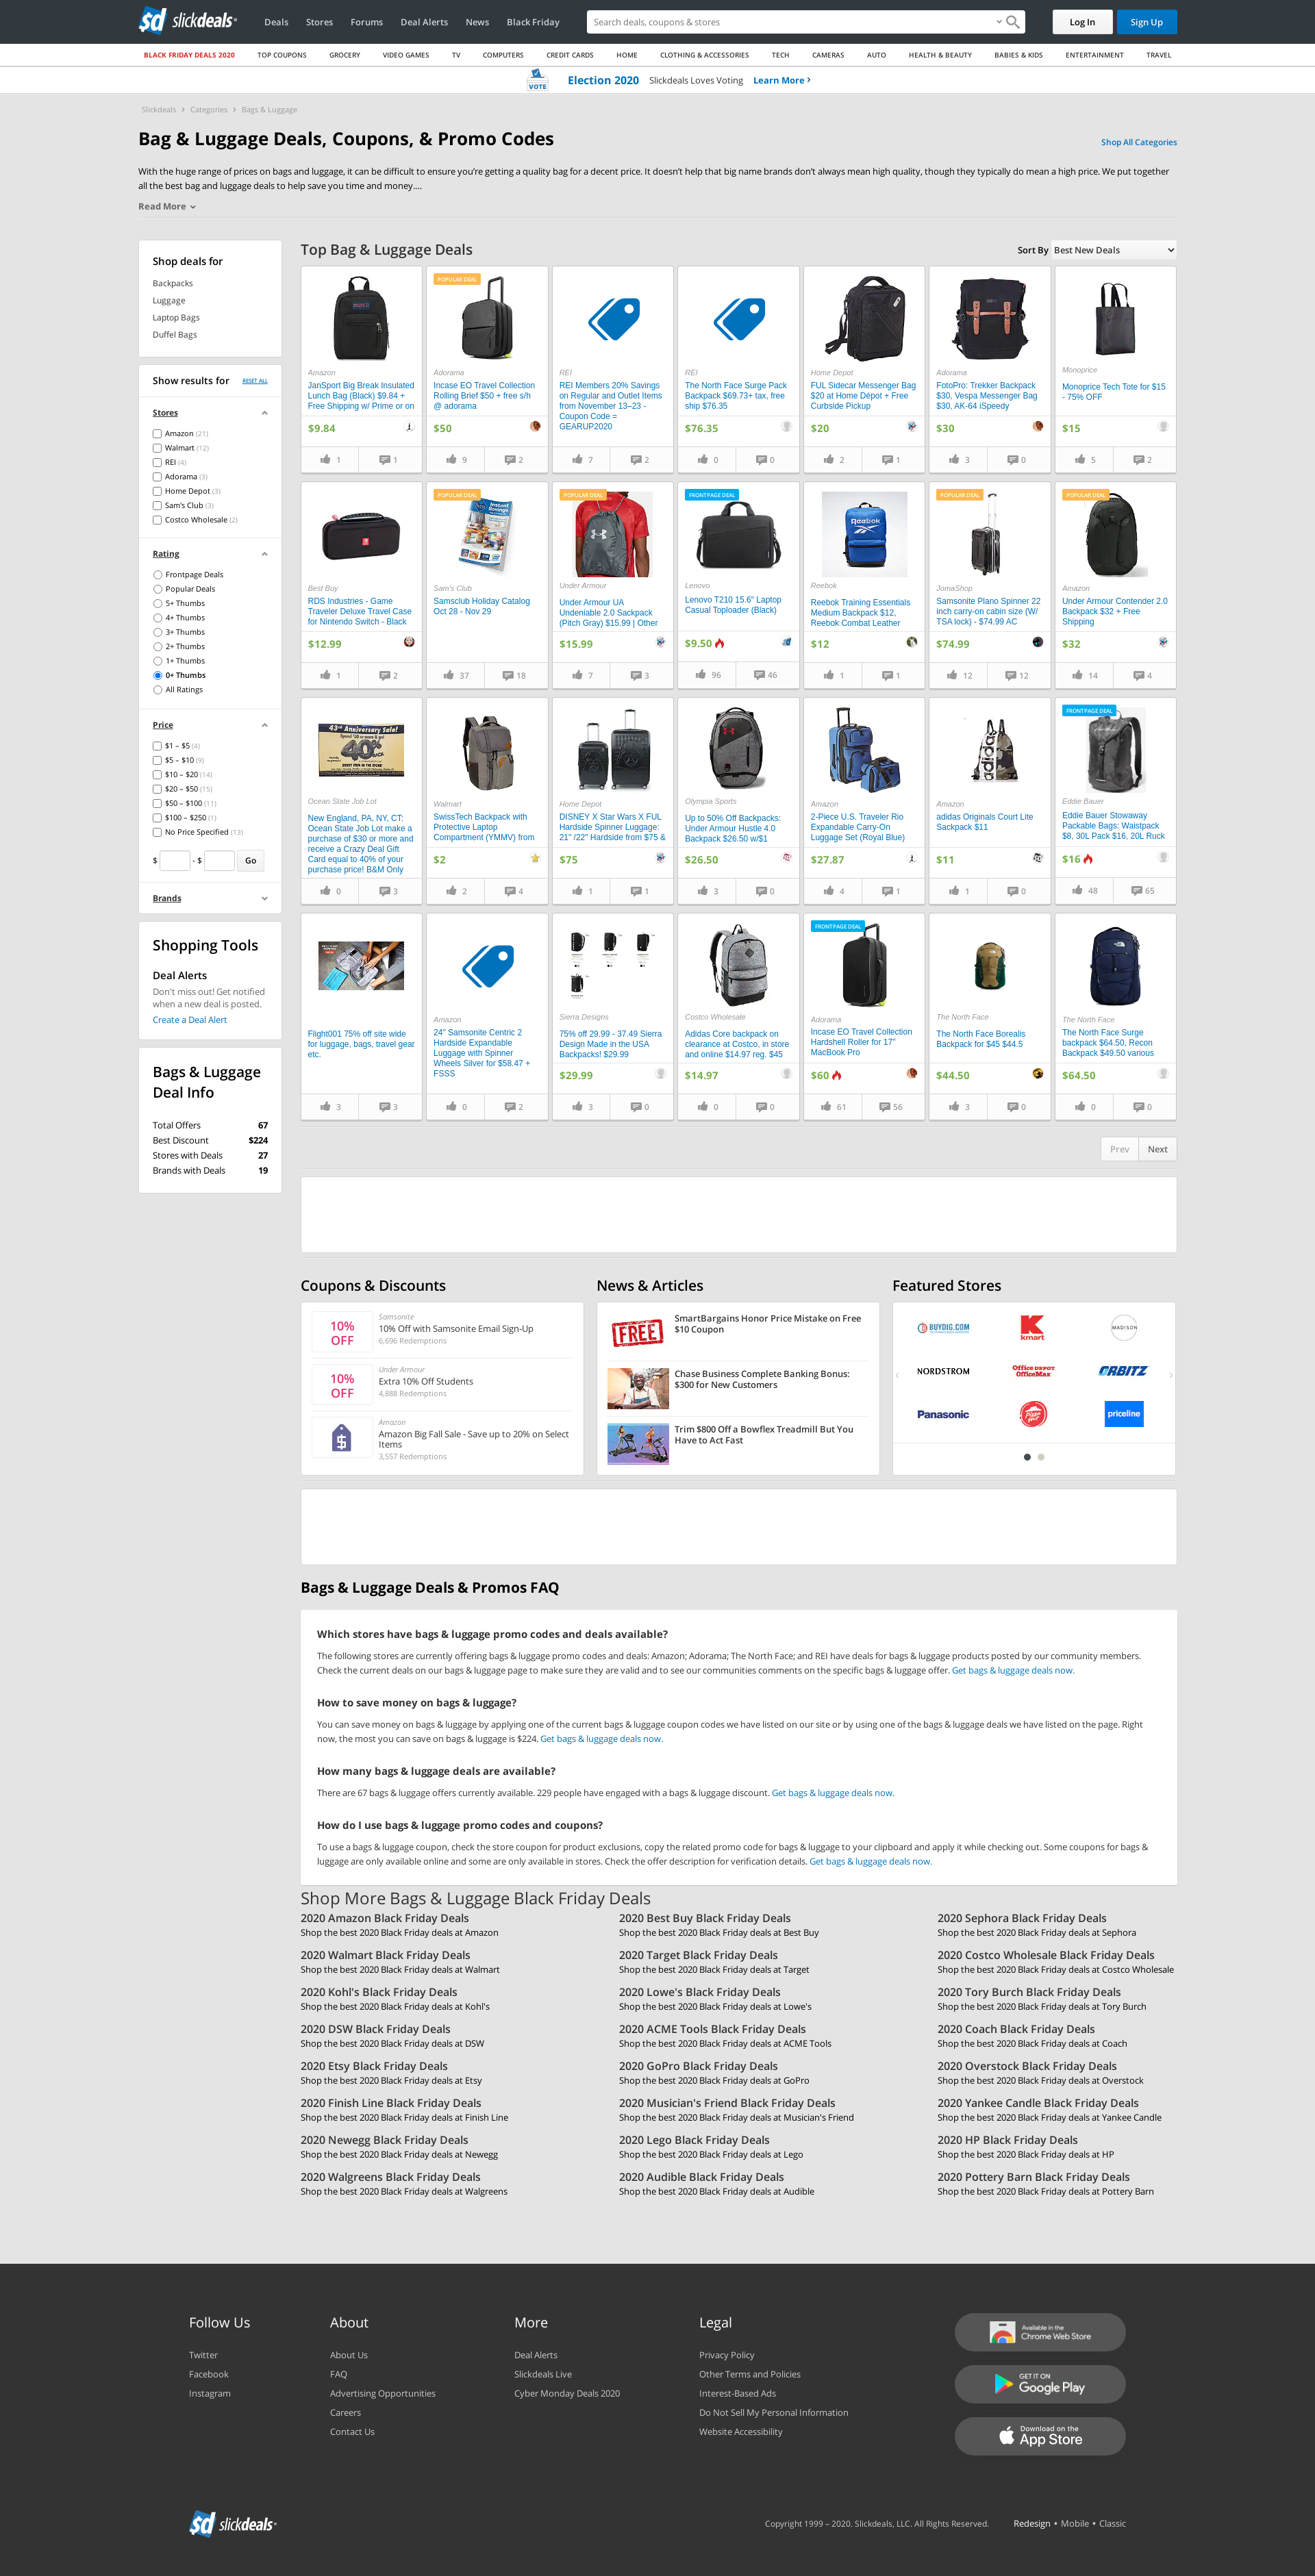 slickdeals
Deals
Stores
Forums
Deal Alerts
News
Black Friday
Search deals, coupons & stores
Log In
Sign Up
BLACK FRIDAY DEALS 2020
TOP COUPONS
GROCERY
VIDEO GAMES
TV
COMPUTERS
CREDIT CARDS
HOME
CLOTHING & ACCESSORIES
TECH
CAMERAS
AUTO
HEALTH & BEAUTY
BABIES & KIDS
ENTERTAINMENT
TRAVEL
VOTE
Election 2020
Slickdeals Loves Voting
Learn More
Slickdeals
Categories
Bags & Luggage
Bag & Luggage Deals, Coupons, & Promo Codes
Shop All Categories
With the huge range of prices on bags and luggage, it can be difficult to ensure you're getting a quality bag for a decent price. It doesn't help that big name brands don't always mean high quality, though they typically do mean a high price. We put together
all the best bag and luggage deals to help save you time and money....
Read More
Shop deals for
Backpacks
Luggage
Laptop Bags
Duffel Bags
Show results for
RESET ALL
Stores
Amazon (21)
Walmart (12)
REI (4)
Adorama (3)
Home Depot (3)
Sam's Club (3)
Costco Wholesale (2)
Rating
Frontpage Deals
Popular Deals
5+ Thumbs
4+ Thumbs
3+ Thumbs
2+ Thumbs
1+ Thumbs
0+ Thumbs
All Ratings
Price
$1 – $5 (4)
$5 – $10 (9)
$10 – $20 (14)
$20 – $50 (15)
$50 – $100 (11)
$100 – $250 (1)
No Price Specified (13)
$ - $ Go
Brands
Shopping Tools
Deal Alerts
Don't miss out! Get notified
when a new deal is posted.
Create a Deal Alert
Bags & Luggage
Deal Info
Total Offers 67
Best Discount $224
Stores with Deals 27
Brands with Deals 19
Top Bag & Luggage Deals
Sort By Best New Deals
Amazon
JanSport Big Break Insulated
Lunch Bag (Black) $9.84 +
Free Shipping w/ Prime or on
$9.84
1 1
POPULAR DEAL
Adorama
Incase EO Travel Collection
Rolling Brief $50 + free s/h
@ adorama
$50
9 2
REI
REI Members 20% Savings
on Regular and Outlet Items
from November 13–23 -
Coupon Code =
GEARUP2020
7 2
REI
The North Face Surge Pack
Backpack $69.73+ tax, free
ship $76.35
$76.35
0 0
Home Depot
FUL Sidecar Messenger Bag
$20 at Home Dépot + Free
Curbside Pickup
$20
2 1
Adorama
FotoPro: Trekker Backpack
$30, Vespa Messenger Bag
$30, AK-64 iSpeedy
$30
3 0
Monoprice
Monoprice Tech Tote for $15
- 75% OFF
$15
5 2
Best Buy
RDS Industries - Game
Traveler Deluxe Travel Case
for Nintendo Switch - Black
$12.99
1 2
POPULAR DEAL
Instant
Savings
Sam's Club
Samsclub Holiday Catalog
Oct 28 - Nov 29
37 18
POPULAR DEAL
Under Armour
Under Armour UA
Undeniable 2.0 Sackpack
(Pitch Gray) $15.99 | Other
$15.99
7 3
FRONTPAGE DEAL
Lenovo
Lenovo T210 15.6" Laptop
Casual Toploader (Black)
$9.50
96 46
Reebok
Reebok
Reebok Training Essentials
Medium Backpack $12,
Reebok Combat Leather
$12
1 1
POPULAR DEAL
JomaShop
Samsonite Plano Spinner 22
inch carry-on cabin size (W/
TSA lock) - $74.99 AC
$74.99
12 12
POPULAR DEAL
Amazon
Under Armour Contender 2.0
Backpack $32 + Free
Shipping
$32
14 4
43rd Anniversary Sale!
40%
Ocean State Job Lot
New England, PA, NY, CT:
Ocean State Job Lot make a
purchase of $30 or more and
receive a Crazy Deal Gift
Card equal to 40% of your
purchase price! B&M Only
0 3
Walmart
SwissTech Backpack with
Protective Laptop
Compartment (YMMV) from
$2
2 4
Home Depot
DISNEY X Star Wars X FUL
Hardside Spinner Luggage:
21" /22" Hardside from $75 &
$75
1 1
Olympia Sports
Up to 50% Off Backpacks:
Under Armour Hustle 4.0
Backpack $26.50 w/$1
$26.50
3 0
Amazon
2-Piece U.S. Traveler Rio
Expandable Carry-On
Luggage Set (Royal Blue)
$27.87
4 1
adidas
Amazon
adidas Originals Court Lite
Sackpack $11
$11
1 0
FRONTPAGE DEAL
Eddie Bauer
Eddie Bauer Stowaway
Packable Bags: Waistpack
$8, 30L Pack $16, 20L Ruck
$16
48 65
Flight001 75% off site wide
for luggage, bags, travel gear
etc.
3 3
Amazon
24" Samsonite Centric 2
Hardside Expandable
Luggage with Spinner
Wheels Silver for $58.47 +
FSSS
0 2
Sierra Designs
75% off 29.99 - 37.49 Sierra
Design Made in the USA
Backpacks! $29.99
$29.99
3 0
Costco Wholesale
Adidas Core backpack on
clearance at Costco, in store
and online $14.97 reg. $45
$14.97
0 0
FRONTPAGE DEAL
Adorama
Incase EO Travel Collection
Hardshell Roller for 17"
MacBook Pro
$60
61 56
The North Face
The North Face Borealis
Backpack for $45 $44.5
$44.50
3 0
The North Face
The North Face Surge
backpack $64.50, Recon
Backpack $49.50 various
$64.50
0 0
Prev
Next
Coupons & Discounts
10%
OFF
Samsonite
10% Off with Samsonite Email Sign-Up
6,696 Redemptions
10%
OFF
Under Armour
Extra 10% Off Students
4,888 Redemptions
Amazon
Amazon Big Fall Sale - Save up to 20% on Select
Items
3,557 Redemptions
News & Articles
FREE
SmartBargains Honor Price Mistake on Free
$10 Coupon
Chase Business Complete Banking Bonus:
$300 for New Customers
Trim $800 Off a Bowflex Treadmill But You
Have to Act Fast
Featured Stores
BUYDIG.COM
kmart
MADISON
NORDSTROM
Office DEPOT
OfficeMax
ORBITZ
Panasonic
Pizza Hut
priceline
Bags & Luggage Deals & Promos FAQ
Which stores have bags & luggage promo codes and deals available?
The following stores are currently offering bags & luggage promo codes and deals: Amazon; Adorama; The North Face; and REI have deals for bags & luggage products posted by our community members.
Check the current deals on our bags & luggage page to make sure they are valid and to see our communities comments on the specific bags & luggage offer. Get bags & luggage deals now.
How to save money on bags & luggage?
You can save money on bags & luggage by applying one of the current bags & luggage coupon codes we have listed on our site or by using one of the bags & luggage deals we have listed on the page. Right
now, the most you can save on bags & luggage is $224. Get bags & luggage deals now.
How many bags & luggage deals are available?
There are 67 bags & luggage offers currently available. 229 people have engaged with a bags & luggage discount. Get bags & luggage deals now.
How do I use bags & luggage promo codes and coupons?
To use a bags & luggage coupon, check the store coupon for product exclusions, copy the related promo code for bags & luggage to your clipboard and apply it while checking out. Some coupons for bags &
luggage are only available online and some are only available in stores. Check the offer description for verification details. Get bags & luggage deals now.
Shop More Bags & Luggage Black Friday Deals
2020 Amazon Black Friday Deals
Shop the best 2020 Black Friday deals at Amazon
2020 Best Buy Black Friday Deals
Shop the best 2020 Black Friday deals at Best Buy
2020 Sephora Black Friday Deals
Shop the best 2020 Black Friday deals at Sephora
2020 Walmart Black Friday Deals
Shop the best 2020 Black Friday deals at Walmart
2020 Target Black Friday Deals
Shop the best 2020 Black Friday deals at Target
2020 Costco Wholesale Black Friday Deals
Shop the best 2020 Black Friday deals at Costco Wholesale
2020 Kohl's Black Friday Deals
Shop the best 2020 Black Friday deals at Kohl's
2020 Lowe's Black Friday Deals
Shop the best 2020 Black Friday deals at Lowe's
2020 Tory Burch Black Friday Deals
Shop the best 2020 Black Friday deals at Tory Burch
2020 DSW Black Friday Deals
Shop the best 2020 Black Friday deals at DSW
2020 ACME Tools Black Friday Deals
Shop the best 2020 Black Friday deals at ACME Tools
2020 Coach Black Friday Deals
Shop the best 2020 Black Friday deals at Coach
2020 Etsy Black Friday Deals
Shop the best 2020 Black Friday deals at Etsy
2020 GoPro Black Friday Deals
Shop the best 2020 Black Friday deals at GoPro
2020 Overstock Black Friday Deals
Shop the best 2020 Black Friday deals at Overstock
2020 Finish Line Black Friday Deals
Shop the best 2020 Black Friday deals at Finish Line
2020 Musician's Friend Black Friday Deals
Shop the best 2020 Black Friday deals at Musician's Friend
2020 Yankee Candle Black Friday Deals
Shop the best 2020 Black Friday deals at Yankee Candle
2020 Newegg Black Friday Deals
Shop the best 2020 Black Friday deals at Newegg
2020 Lego Black Friday Deals
Shop the best 2020 Black Friday deals at Lego
2020 HP Black Friday Deals
Shop the best 2020 Black Friday deals at HP
2020 Walgreens Black Friday Deals
Shop the best 2020 Black Friday deals at Walgreens
2020 Audible Black Friday Deals
Shop the best 2020 Black Friday deals at Audible
2020 Pottery Barn Black Friday Deals
Shop the best 2020 Black Friday deals at Pottery Barn
Follow Us
Twitter
Facebook
Instagram
About
About Us
FAQ
Advertising Opportunities
Careers
Contact Us
More
Deal Alerts
Slickdeals Live
Cyber Monday Deals 2020
Legal
Privacy Policy
Other Terms and Policies
Interest-Based Ads
Do Not Sell My Personal Information
Website Accessibility
Available in the
Chrome Web Store
GET IT ON
Google Play
Download on the
App Store
slickdeals
Copyright 1999 – 2020. Slickdeals, LLC. All Rights Reserved.
Redesign • Mobile • Classic